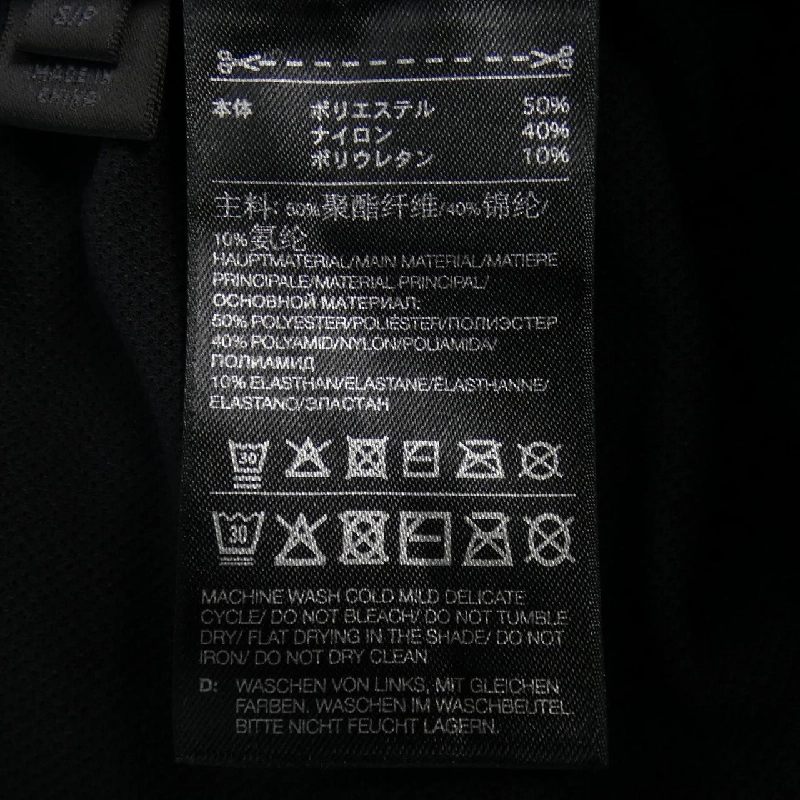 S/P
MADE IN
CHINA
本体 ポリエステル 50%
ナイロン 40%
ポリウレタン 10%
主料: 50%聚酯纤维/40%锦纶/
10%氨纶
HAUPTMATERIAL/MAIN MATERIAL/MATIERE
PRINCIPALE/MATERIAL PRINCIPAL/
ОСНОВНОЙ МАТЕРИАЛ:
50% POLYESTER/POLIÉSTER/ПОЛИЭСТЕР
40% POLYAMID/NYLON/POLIAMIDA/
ПОЛИАМИД
10% ELASTHAN/ELASTANE/ÉLASTHANNE/
ELASTANO/ЭЛАСТАН
30
30
MACHINE WASH COLD MILD DELICATE
CYCLE/ DO NOT BLEACH/ DO NOT TUMBLE
DRY/ FLAT DRYING IN THE SHADE/ DO NOT
IRON/ DO NOT DRY CLEAN
D: WASCHEN VON LINKS, MIT GLEICHEN
FARBEN. WASCHEN IM WASCHBEUTEL.
BITTE NICHT FEUCHT LAGERN.